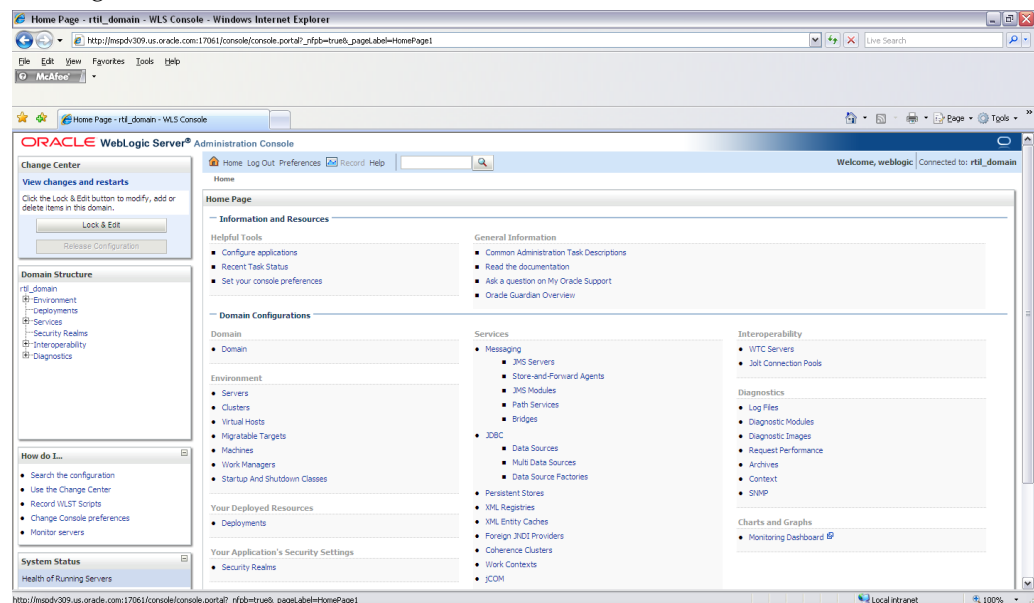 Home Page - rtil_domain - WLS Console - Windows Internet Explorer
http://mspdv309.us.oracle.com:17061/console/console.portal?_nfpb=true&_pageLabel=HomePage1
Live Search
File Edit View Favorites Tools Help
McAfee
Home Page - rtil_domain - WLS Console
Page Tools
ORACLE WebLogic Server® Administration Console
Change Center
View changes and restarts
Click the Lock & Edit button to modify, add or
delete items in this domain.
Lock & Edit
Release Configuration
Domain Structure
rtil_domain
Environment
Deployments
Services
Security Realms
Interoperability
Diagnostics
How do I...
Search the configuration
Use the Change Center
Record WLST Scripts
Change Console preferences
Monitor servers
System Status
Health of Running Servers
Home Log Out Preferences Record Help
Welcome, weblogic Connected to: rtil_domain
Home
Home Page
Information and Resources
Helpful Tools
Configure applications
Recent Task Status
Set your console preferences
General Information
Common Administration Task Descriptions
Read the documentation
Ask a question on My Oracle Support
Oracle Guardian Overview
Domain Configurations
Domain
Domain
Environment
Servers
Clusters
Virtual Hosts
Migratable Targets
Machines
Work Managers
Startup And Shutdown Classes
Your Deployed Resources
Deployments
Your Application's Security Settings
Security Realms
Services
Messaging
JMS Servers
Store-and-Forward Agents
JMS Modules
Path Services
Bridges
JDBC
Data Sources
Multi Data Sources
Data Source Factories
Persistent Stores
XML Registries
XML Entity Caches
Foreign JNDI Providers
Coherence Clusters
Work Contexts
jCOM
Interoperability
WTC Servers
Jolt Connection Pools
Diagnostics
Log Files
Diagnostic Modules
Diagnostic Images
Request Performance
Archives
Context
SNMP
Charts and Graphs
Monitoring Dashboard
http://mspdv309.us.oracle.com:17061/console/console.portal?_nfpb=true&_pageLabel=HomePage1
Local intranet
100%